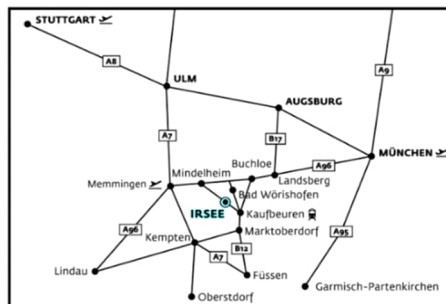 STUTTGART
A8
A9
ULM
AUGSBURG
A7
B17
MÜNCHEN
Buchloe
A96
Mindelheim
Landsberg
Memmingen
Bad Wörishofen
IRSEE
Kaufbeuren
A96
Marktoberdorf
A95
Kempten
B12
A7
Lindau
Füssen
Garmisch-Partenkirchen
Oberstdorf